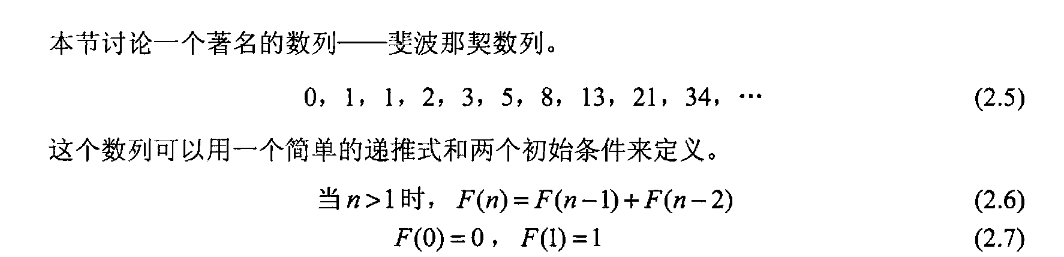 本节讨论一个著名的数列——斐波那契数列。
0，1，1，2，3，5，8，13，21，34，… (2.5)
这个数列可以用一个简单的递推式和两个初始条件来定义。
当n>1时，F(n)=F(n−1)+F(n−2) (2.6)
F(0)=0，F(1)=1 (2.7)